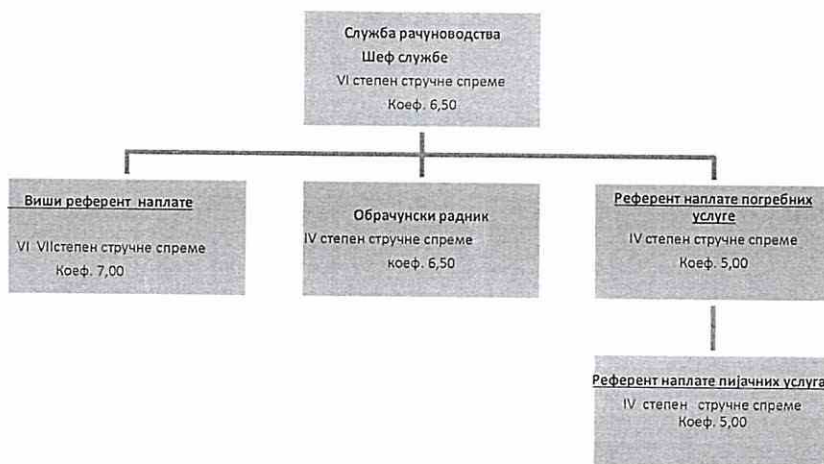 Служба рачуноводства
Шеф службе
VI степен стручне спреме
Коеф. 6,50
Виши референт наплате
VI VIIстепен стручне спреме
Коеф. 7,00
Обрачунски радник
IV степен стручне спреме
коеф. 6,50
Референт наплате погребних
услуге
IV степен стручне спреме
Коеф. 5,00
Референт наплате пијачних услуга
IV степен стручне спреме
Коеф. 5,00